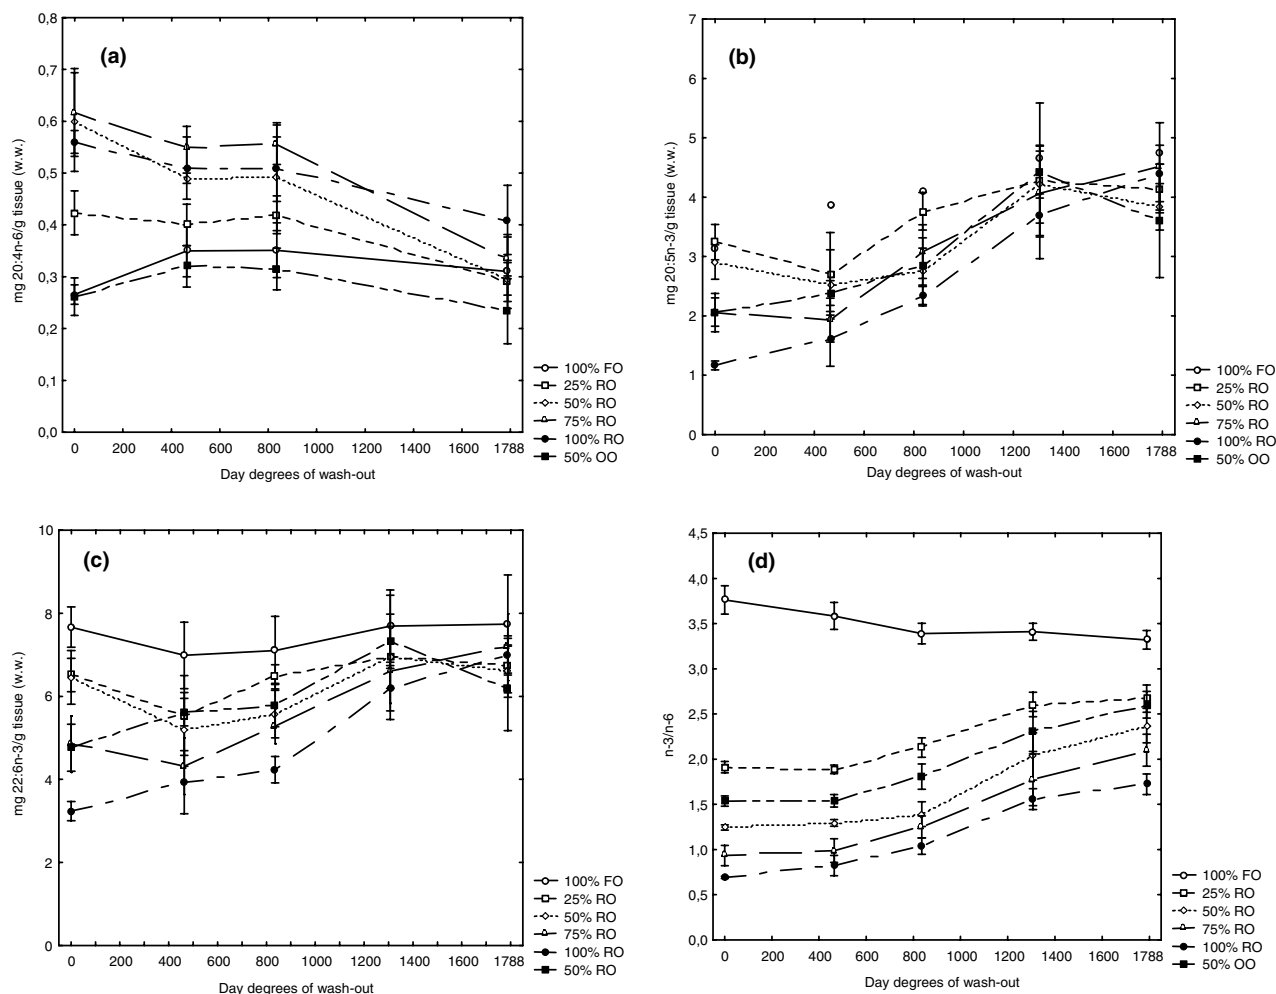 (a)
mg 20:4n-6/g tissue (w.w.)
0,8
0,7
0,6
0,5
0,4
0,3
0,2
0,1
0,0
0 200 400 600 800 1000 1200 1400 1600 1788
Day degrees of wash-out
100% FO
25% RO
50% RO
75% RO
100% RO
50% OO
(b)
mg 20:5n-3/g tissue (w.w.)
7
6
5
4
3
2
1
0
0 200 400 600 800 1000 1200 1400 1600 1788
Day degrees of wash-out
100% FO
25% RO
50% RO
75% RO
100% RO
50% OO
(c)
mg 22:6n-3/g tissue (w.w.)
10
8
6
4
2
0
0 200 400 600 800 1000 1200 1400 1600 1788
Day degrees of wash-out
100% FO
25% RO
50% RO
75% RO
100% RO
50% RO
(d)
n-3/n-6
4,5
4,0
3,5
3,0
2,5
2,0
1,5
1,0
0,5
0,0
0 200 400 600 800 1000 1200 1400 1600 1788
Day degrees of wash-out
100% FO
25% RO
50% RO
75% RO
100% RO
50% OO